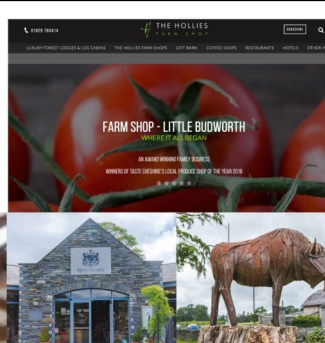 01829 760414
THE HOLLIES
FARM SHOP
SUBSCRIBE
LUXURY FOREST LODGES & LOG CABINS
THE HOLLIES FARM SHOPS
GIFT BARN
COFFEE SHOPS
RESTAURANTS
HOTELS
OTHER H
FARM SHOP - LITTLE BUDWORTH
WHERE IT ALL BEGAN
AN AWARD WINNING FAMILY BUSINESS
WINNERS OF TASTE CHESHIRE'S LOCAL PRODUCE SHOP OF THE YEAR 2018